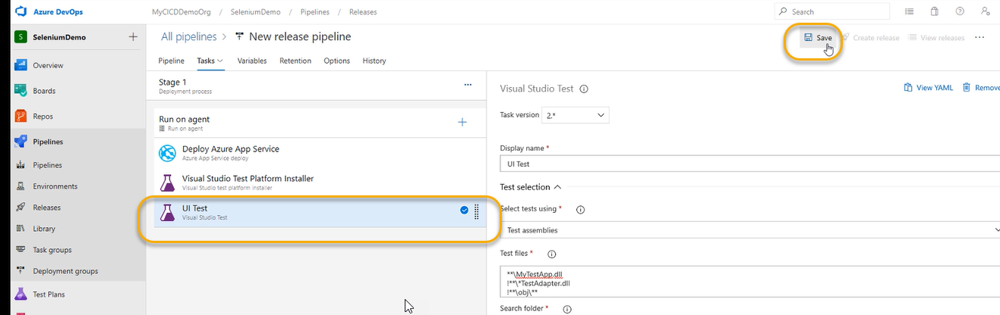 Azure DevOps
MyCICDDemoOrg / SeleniumDemo / Pipelines / Releases
Search
S SeleniumDemo
All pipelines > New release pipeline
Save Create release View releases ...
Overview
Boards
Repos
Pipelines
Pipelines
Environments
Releases
Library
Task groups
Deployment groups
Test Plans
Pipeline Tasks Variables Retention Options History
Stage 1
Deployment process
Run on agent
Run on agent
Deploy Azure App Service
Azure App Service deploy
Visual Studio Test Platform Installer
Visual Studio test platform installer
UI Test
Visual Studio Test
Visual Studio Test
View YAML Remove
Task version 2.*
Display name *
UI Test
Test selection
Select tests using *
Test assemblies
Test files *
**\MyTestApp.dll
!**\*TestAdapter.dll
!**\obj\**
Search folder *